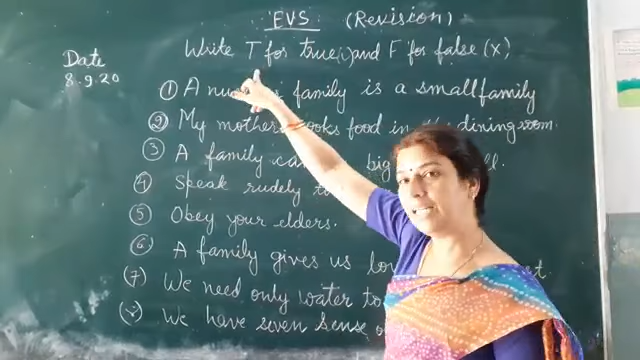 EVS (Revision)
Date
8.9.20
Write T for true(✓) and F for false (x),
① A family is a small family
② My mother cooks food in the dining room.
③ A family can big
④ Speak rudely to
⑤ Obey your elders.
⑥ A family gives us
⑦ We need only water to
⑧ We have seven sense